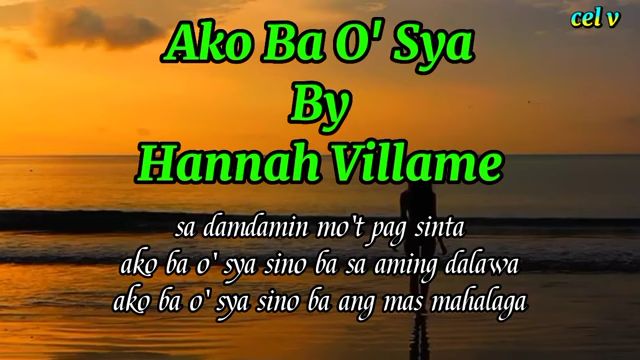 cel v
Ako Ba O' Sya
By
Hannah Villame
sa damdamin mo't pag sinta
ako ba o' sya sino ba sa aming dalawa
ako ba o' sya sino ba ang mas mahalaga